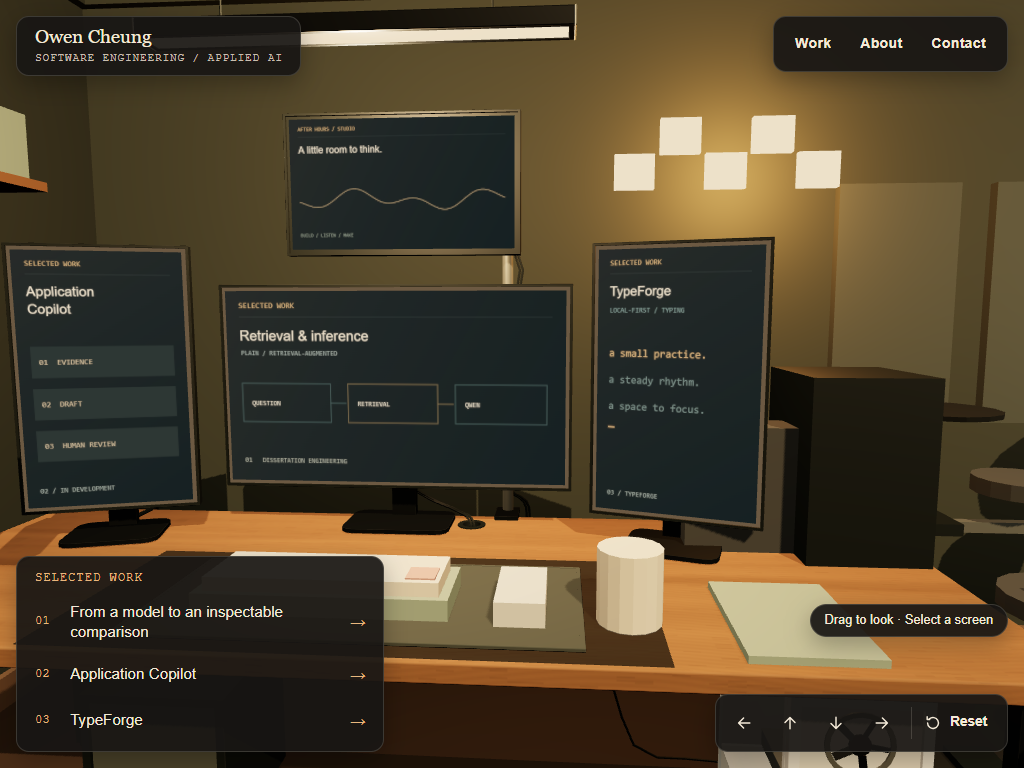 Owen Cheung
SOFTWARE ENGINEERING / APPLIED AI
Work About Contact
AFTER HOURS / STUDIO
A little room to think.
BUILD / LISTEN / MAKE
SELECTED WORK
Application
Copilot
01 EVIDENCE
02 DRAFT
03 HUMAN REVIEW
02 / IN DEVELOPMENT
SELECTED WORK
Retrieval & inference
PLAIN / RETRIEVAL-AUGMENTED
QUESTION RETRIEVAL QWEN
01 DISSERTATION ENGINEERING
SELECTED WORK
TypeForge
LOCAL-FIRST / TYPING
a small practice.
a steady rhythm.
a space to focus.
03 / TYPEFORGE
SELECTED WORK
01 From a model to an inspectable
comparison →
02 Application Copilot →
03 TypeForge →
Drag to look · Select a screen
← ↑ ↓ → Reset